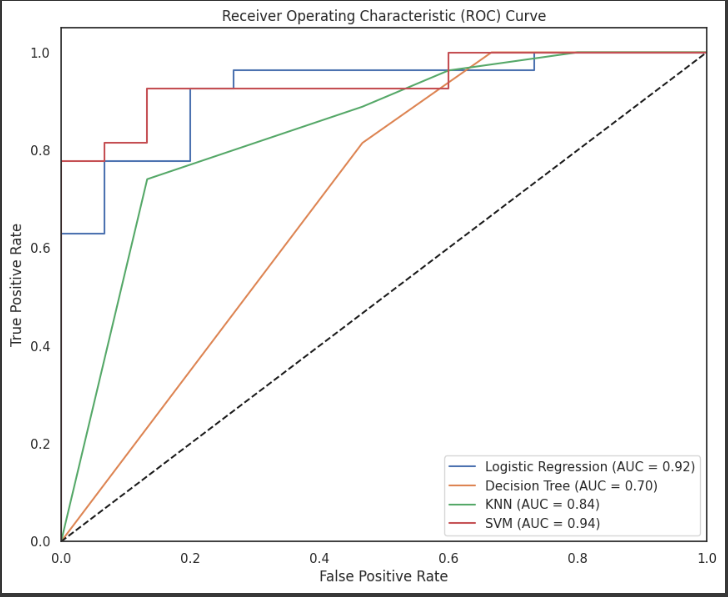 Receiver Operating Characteristic (ROC) Curve
True Positive Rate
1.0
0.8
0.6
0.4
0.2
0.0
Logistic Regression (AUC = 0.92)
Decision Tree (AUC = 0.70)
KNN (AUC = 0.84)
SVM (AUC = 0.94)
0.0 0.2 0.4 0.6 0.8 1.0
False Positive Rate